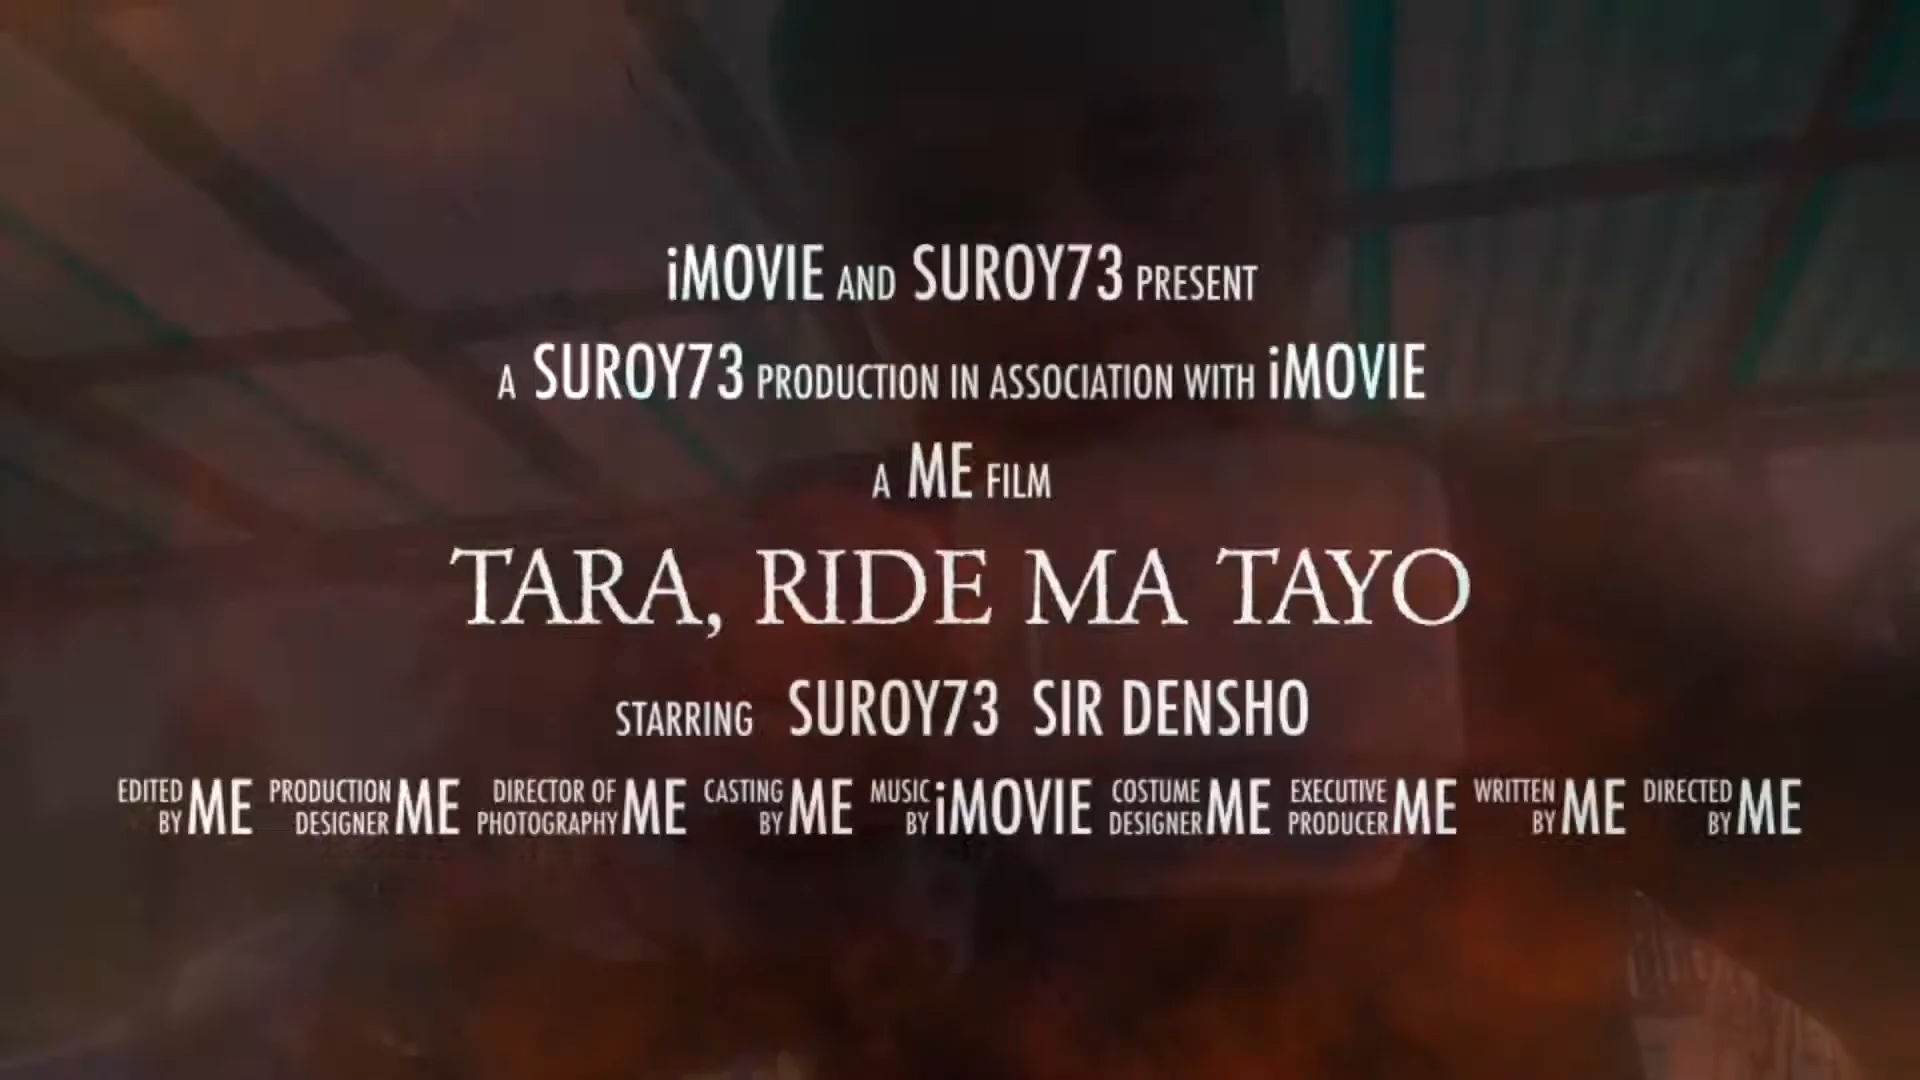 iMOVIE AND SUROY73 PRESENT
A SUROY73 PRODUCTION IN ASSOCIATION WITH iMOVIE
A ME FILM
TARA, RIDE MA TAYO
STARRING SUROY73 SIR DENSHO
EDITED BY ME PRODUCTION DESIGNER ME DIRECTOR OF PHOTOGRAPHY ME CASTING BY ME MUSIC BY iMOVIE COSTUME DESIGNER ME EXECUTIVE PRODUCER ME WRITTEN BY ME DIRECTED BY ME